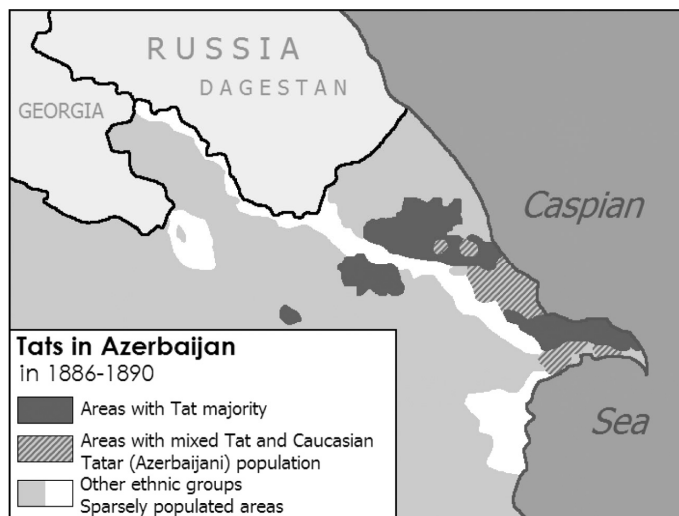 RUSSIA
DAGESTAN
GEORGIA
Caspian
Sea
Tats in Azerbaijan
in 1886-1890
Areas with Tat majority
Areas with mixed Tat and Caucasian
Tatar (Azerbaijani) population
Other ethnic groups
Sparsely populated areas